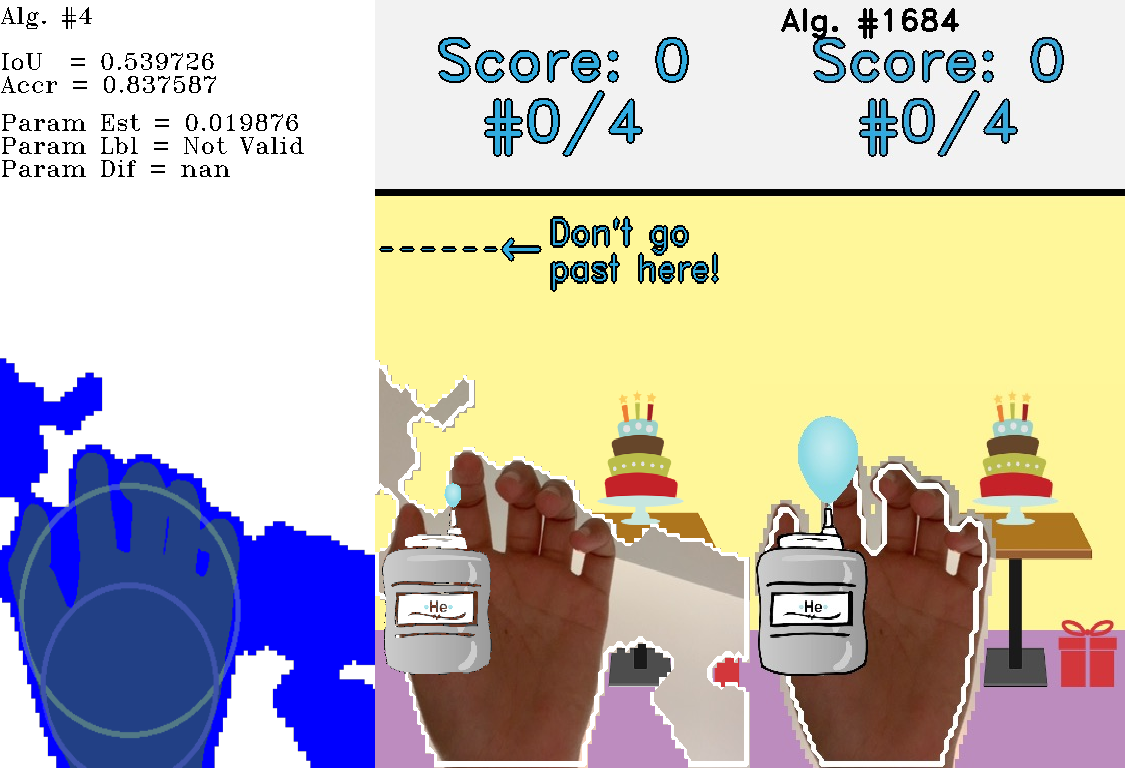 Alg. #4
IoU = 0.539726
Accr = 0.837587
Param Est = 0.019876
Param Lbl = Not Valid
Param Dif = nan
Score: 0
#0/4
Don't go
past here!
He
Alg. #1684
Score: 0
#0/4
He